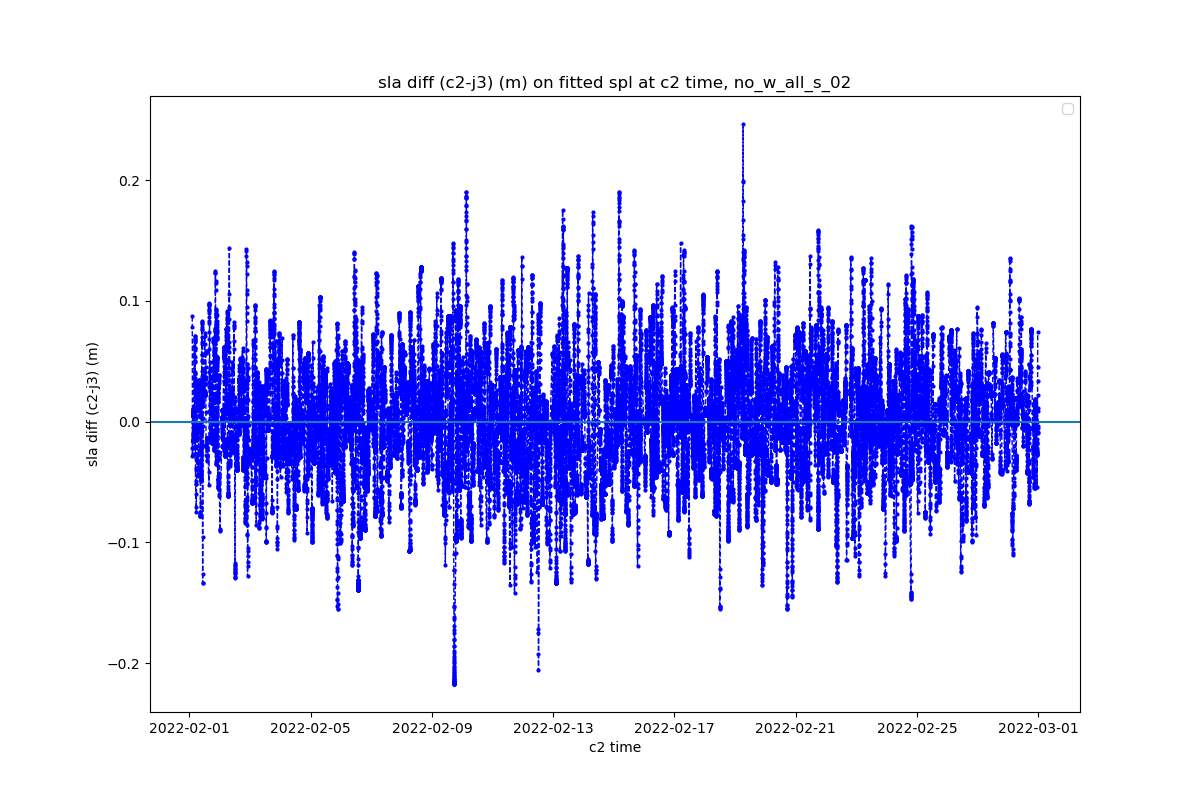 sla diff (c2-j3) (m) on fitted spl at c2 time, no_w_all_s_02
0.2
0.1
0.0
−0.1
−0.2
sla diff (c2-j3) (m)
2022-02-01 2022-02-05 2022-02-09 2022-02-13 2022-02-17 2022-02-21 2022-02-25 2022-03-01
c2 time